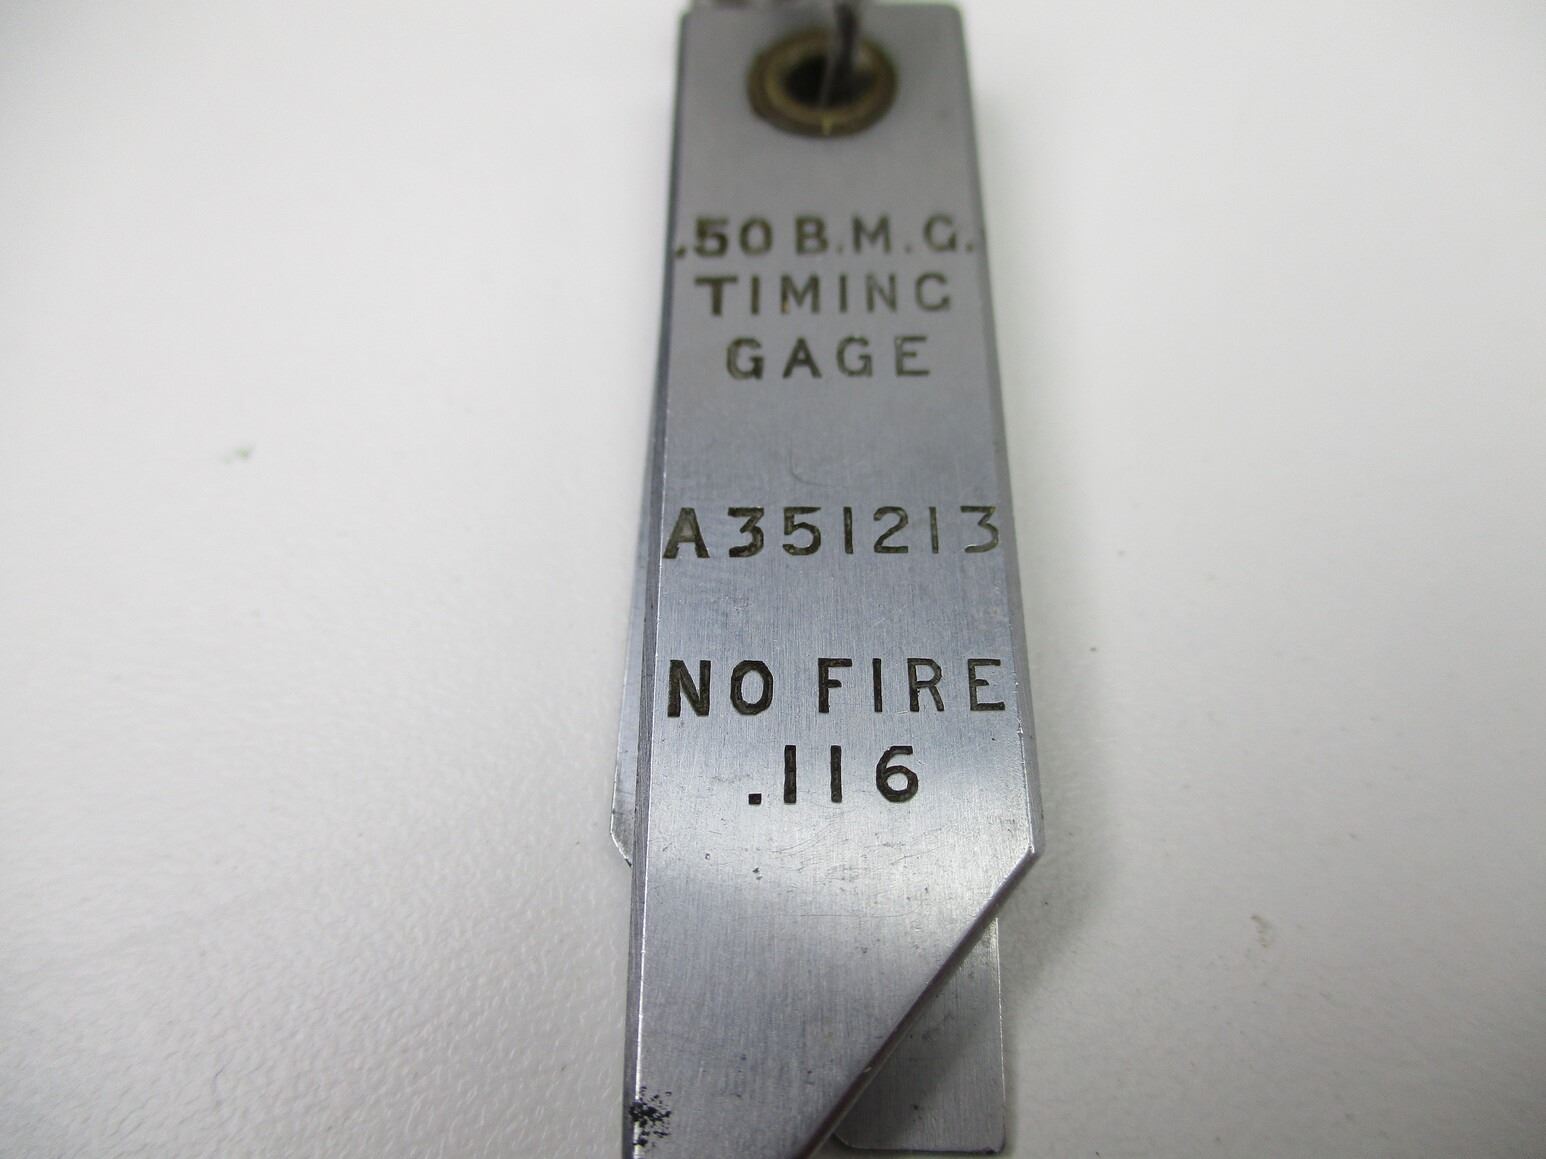 .50 B.M.G.
TIMING
GAGE
A351213
NO FIRE
.116